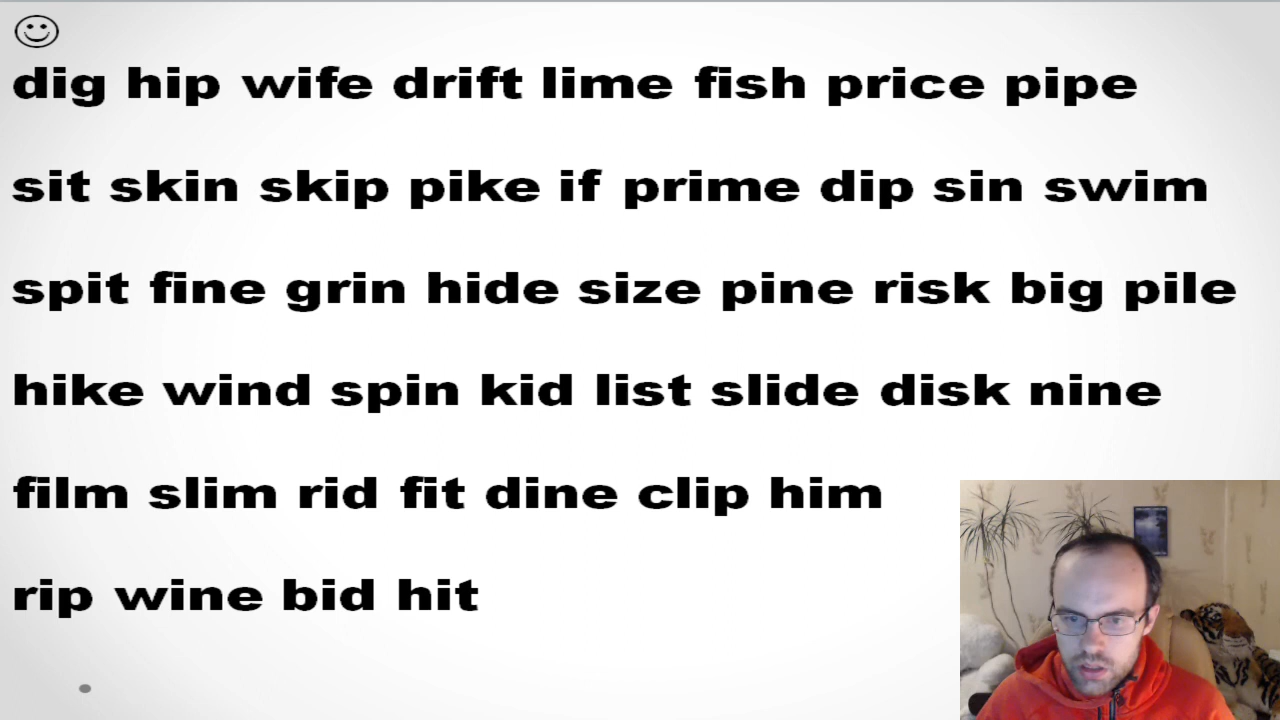 dig hip wife drift lime fish price pipe
sit skin skip pike if prime dip sin swim
spit fine grin hide size pine risk big pile
hike wind spin kid list slide disk nine
film slim rid fit dine clip him
rip wine bid hit